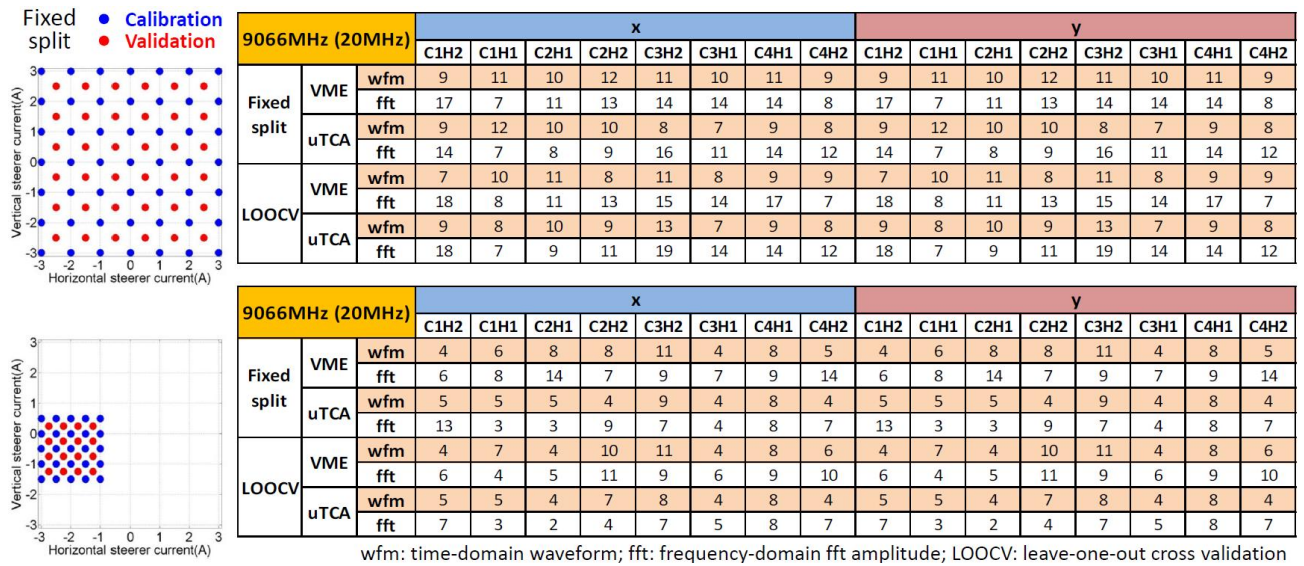 Fixed split
Calibration
Validation
3
2
1
0
-1
-2
-3
Vertical steerer current(A)
-3 -2 -1 0 1 2 3
Horizontal steerer current(A)
9066MHz (20MHz) x y
C1H2 C1H1 C2H1 C2H2 C3H2 C3H1 C4H1 C4H2 C1H2 C1H1 C2H1 C2H2 C3H2 C3H1 C4H1 C4H2
Fixed split VME wfm 9 11 10 12 11 10 11 9 9 11 10 12 11 10 11 9
fft 17 7 11 13 14 14 14 8 17 7 11 13 14 14 14 8
uTCA wfm 9 12 10 10 8 7 9 8 9 12 10 10 8 7 9 8
fft 14 7 8 9 16 11 14 12 14 7 8 9 16 11 14 12
LOOCV VME wfm 7 10 11 8 11 8 9 9 7 10 11 8 11 8 9 9
fft 18 8 11 13 15 14 17 7 18 8 11 13 15 14 17 7
uTCA wfm 9 8 10 9 13 7 9 8 9 8 10 9 13 7 9 8
fft 18 7 9 11 19 14 14 12 18 7 9 11 19 14 14 12
3
2
1
0
-1
-2
-3
Vertical steerer current(A)
-3 -2 -1 0 1 2 3
Horizontal steerer current(A)
9066MHz (20MHz) x y
C1H2 C1H1 C2H1 C2H2 C3H2 C3H1 C4H1 C4H2 C1H2 C1H1 C2H1 C2H2 C3H2 C3H1 C4H1 C4H2
Fixed split VME wfm 4 6 8 8 11 4 8 5 4 6 8 8 11 4 8 5
fft 6 8 14 7 9 7 9 14 6 8 14 7 9 7 9 14
uTCA wfm 5 5 5 4 9 4 8 4 5 5 5 4 9 4 8 4
fft 13 3 3 9 7 4 8 7 13 3 3 9 7 4 8 7
LOOCV VME wfm 4 7 4 10 11 4 8 6 4 7 4 10 11 4 8 6
fft 6 4 5 11 9 6 9 10 6 4 5 11 9 6 9 10
uTCA wfm 5 5 4 7 8 4 8 4 5 5 4 7 8 4 8 4
fft 7 3 2 4 7 5 8 7 7 3 2 4 7 5 8 7
wfm: time-domain waveform; fft: frequency-domain fft amplitude; LOOCV: leave-one-out cross validation